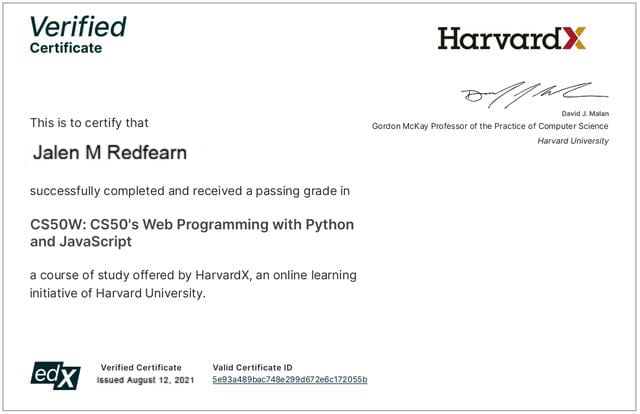 Verified
Certificate
HarvardX
David J. Malan
Gordon McKay Professor of the Practice of Computer Science
Harvard University
This is to certify that
Jalen M Redfearn
successfully completed and received a passing grade in
CS50W: CS50's Web Programming with Python
and JavaScript
a course of study offered by HarvardX, an online learning
initiative of Harvard University.
edX
Verified Certificate
Issued August 12, 2021
Valid Certificate ID
5e93a489bac748e299d672e6c172055b